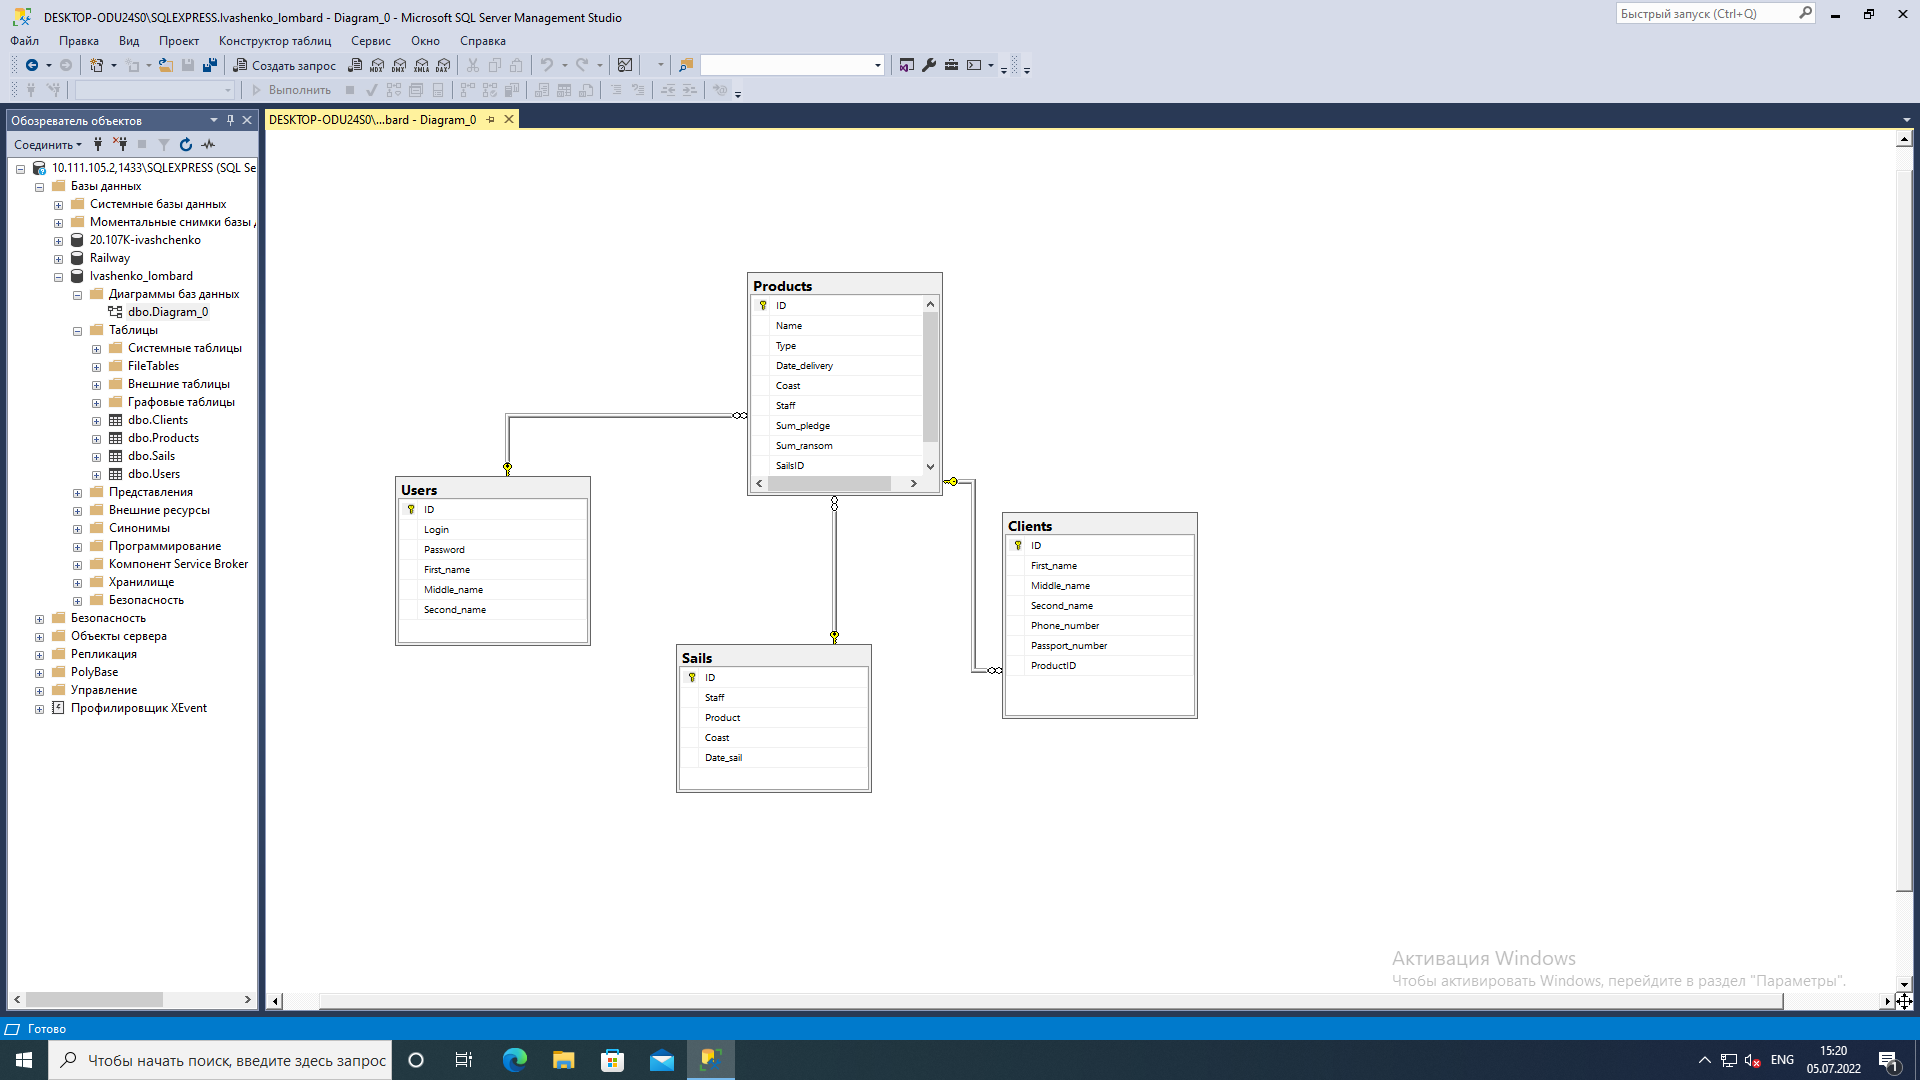 DESKTOP-ODU24S0\SQLEXPRESS.Ivashenko_lombard - Diagram_0 - Microsoft SQL Server Management Studio
Быстрый запуск (Ctrl+Q)
Файл Правка Вид Проект Конструктор таблиц Сервис Окно Справка
Создать запрос
MDX DMX XMLA DAX
Выполнить
Обозреватель объектов
DESKTOP-ODU24S0\...bard - Diagram_0
Соединить
10.111.105.2,1433\SQLEXPRESS (SQL Se
Базы данных
Системные базы данных
Моментальные снимки базы
20.107K-ivashchenko
Railway
Ivashenko_lombard
Диаграммы баз данных
dbo.Diagram_0
Таблицы
Системные таблицы
FileTables
Внешние таблицы
Графовые таблицы
dbo.Clients
dbo.Products
dbo.Sails
dbo.Users
Представления
Внешние ресурсы
Синонимы
Программирование
Компонент Service Broker
Хранилище
Безопасность
Безопасность
Объекты сервера
Репликация
PolyBase
Управление
Профилировщик XEvent
Products
ID
Name
Type
Date_delivery
Coast
Staff
Sum_pledge
Sum_ransom
SailsID
Users
ID
Login
Password
First_name
Middle_name
Second_name
Sails
ID
Staff
Product
Coast
Date_sail
Clients
ID
First_name
Middle_name
Second_name
Phone_number
Passport_number
ProductID
Активация Windows
Чтобы активировать Windows, перейдите в раздел "Параметры".
Готово
Чтобы начать поиск, введите здесь запрос
ENG
15:20
05.07.2022
1